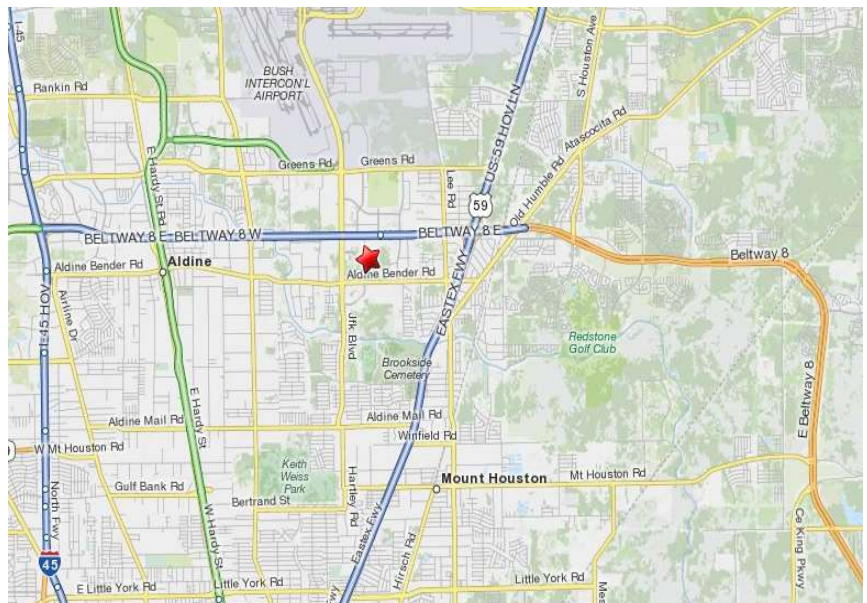 I-45
S Houston Ave
BUSH
INTERCON'L
AIRPORT
Rankin Rd
US-59 HOV LN
Atascocita Rd
E Hardy St Rd
Greens Rd
Greens Rd
Lee Rd
Old Humble Rd
59
BELTWAY 8 E
BELTWAY 8 W
BELTWAY 8 E
Beltway 8
Aldine Bender Rd
Aldine
Aldine Bender Rd
EASTEX FWY
I-45 HOV
Airline Dr
Jfk Blvd
Redstone
Golf Club
Brookside
Cemetery
E Hardy St
E Beltway 8
Aldine Mail Rd
Aldine Mail Rd
Winfield Rd
W Mt Houston Rd
Keith
Weiss
Park
Hartley Rd
Mount Houston
Mt Houston Rd
Gulf Bank Rd
Bertrand St
North Fwy
W Hardy St
Eastex Fwy
Hirsch Rd
Ce King Pkwy
45
E Little York Rd
Little York Rd
Little York Rd